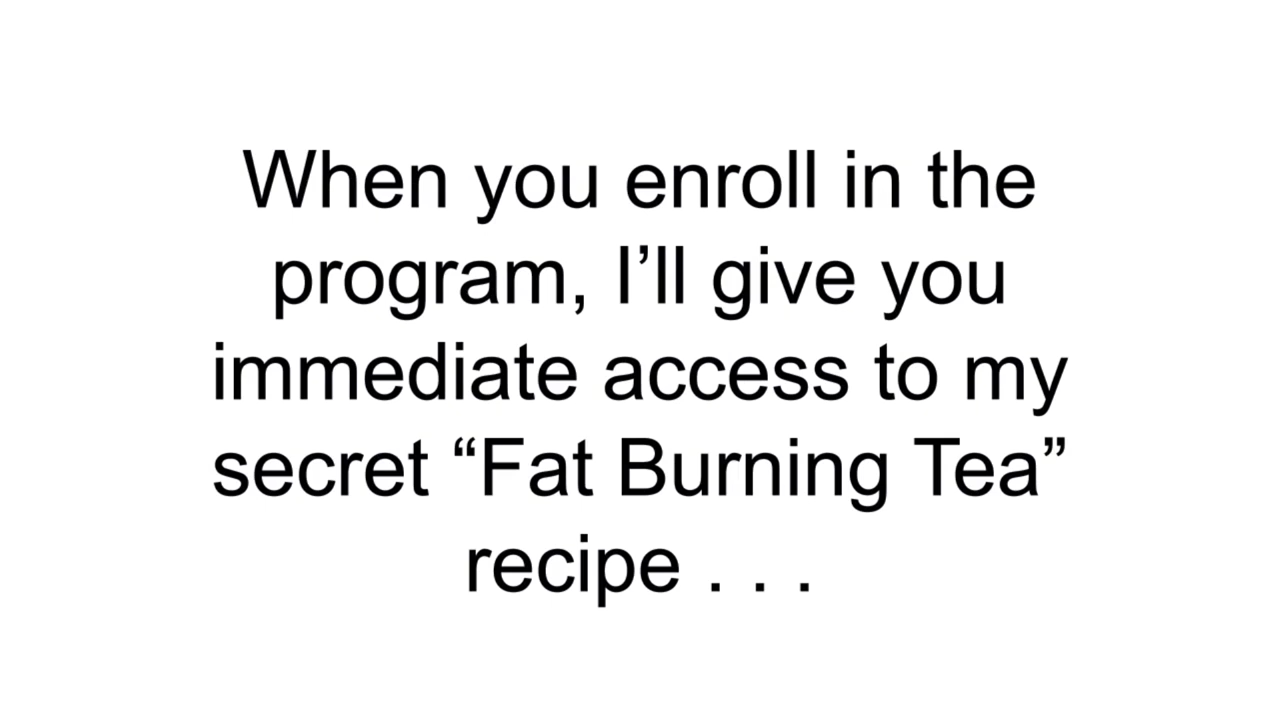 When you enroll in the
program, I’ll give you
immediate access to my
secret “Fat Burning Tea”
recipe . . .